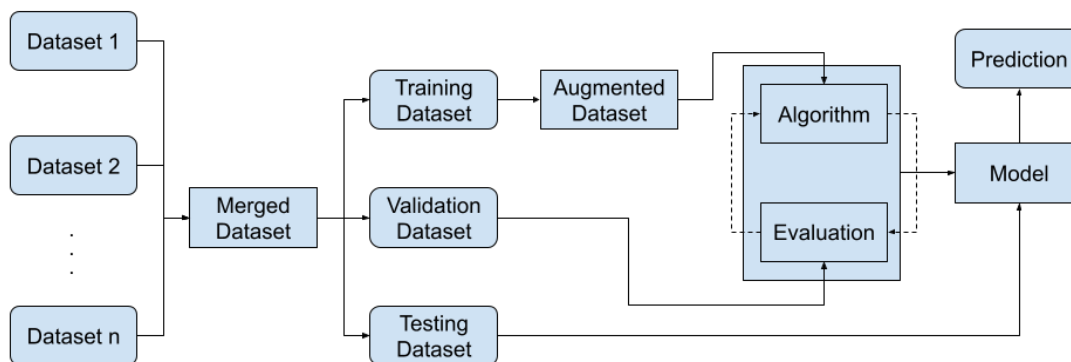 Dataset 1
Dataset 2
.
.
.
Dataset n
Merged
Dataset
Training
Dataset
Validation
Dataset
Testing
Dataset
Augmented
Dataset
Algorithm
Evaluation
Prediction
Model